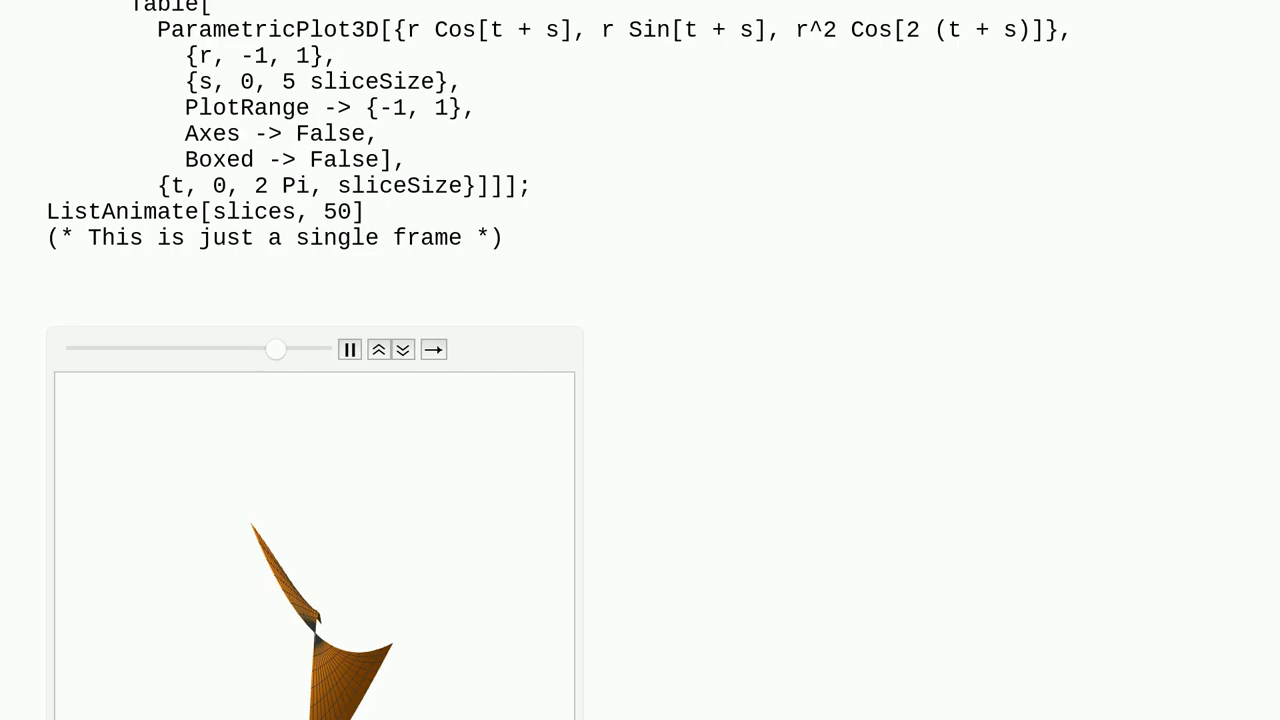 Table[
ParametricPlot3D[{r Cos[t + s], r Sin[t + s], r^2 Cos[2 (t + s)]},
{r, -1, 1},
{s, 0, 5 sliceSize},
PlotRange -> {-1, 1},
Axes -> False,
Boxed -> False],
{t, 0, 2 Pi, sliceSize}]]];
ListAnimate[slices, 50]
(* This is just a single frame *)